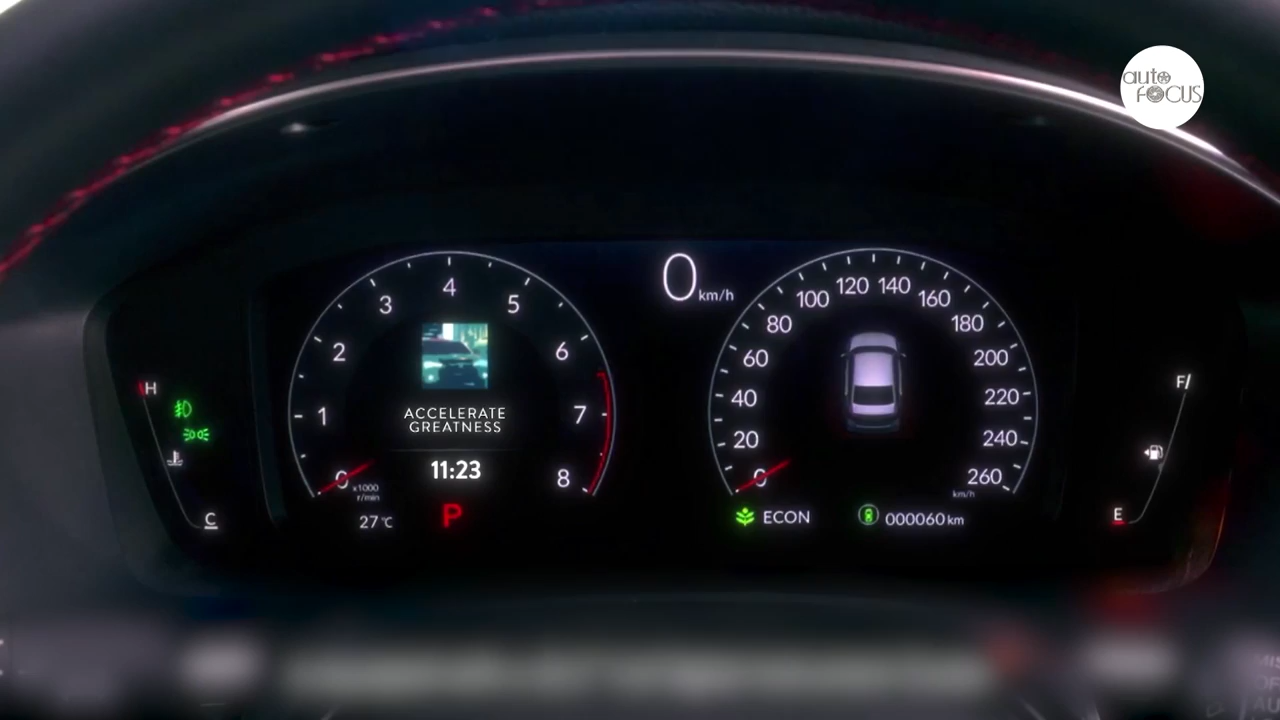 auto
FOCUS
0 km/h
0 1 2 3 4 5 6 7 8
x1000
r/min
ACCELERATE
GREATNESS
11:23
27°C
P
0 20 40 60 80 100 120 140 160 180 200 220 240 260
km/h
ECON
000060 km
H
C
F
E